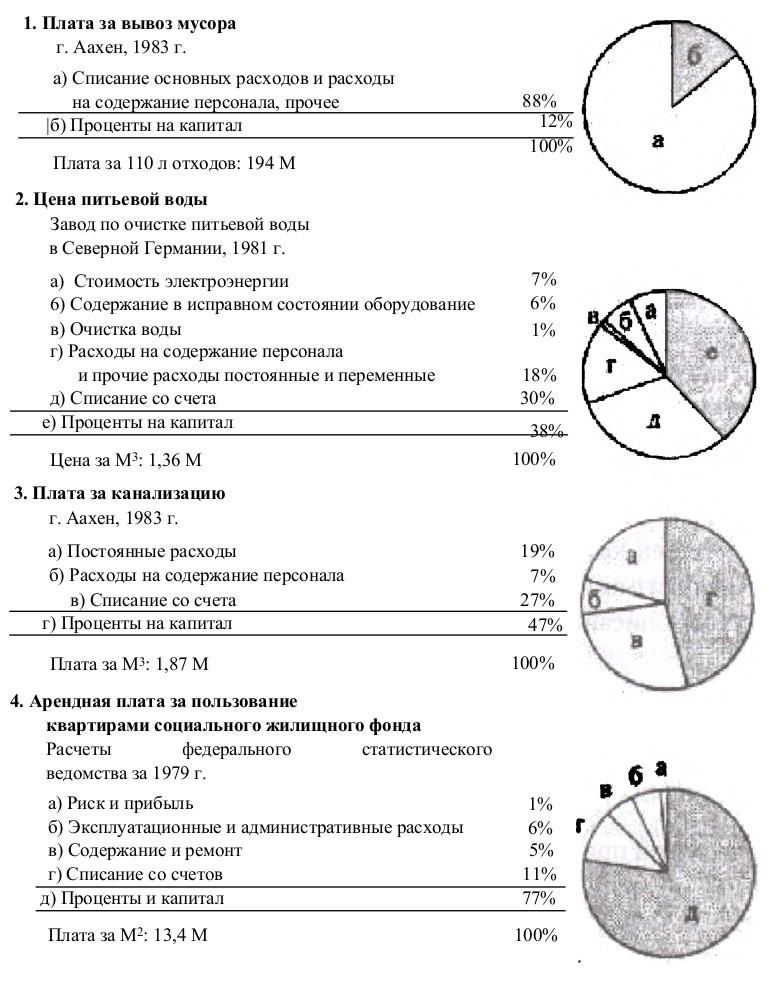 1. Плата за вывоз мусора
г. Аахен, 1983 г.
а) Списание основных расходов и расходы
на содержание персонала, прочее 88%
|б) Проценты на капитал 12%
100%
Плата за 110 л отходов: 194 М
б
а
2. Цена питьевой воды
Завод по очистке питьевой воды
в Северной Германии, 1981 г.
а) Стоимость электроэнергии 7%
б) Содержание в исправном состоянии оборудование 6%
в) Очистка воды 1%
г) Расходы на содержание персонала
и прочие расходы постоянные и переменные 18%
д) Списание со счета 30%
е) Проценты на капитал 38%
Цена за М³: 1,36 М 100%
в б а
е
г
д
3. Плата за канализацию
г. Аахен, 1983 г.
а) Постоянные расходы 19%
б) Расходы на содержание персонала 7%
в) Списание со счета 27%
г) Проценты на капитал 47%
Плата за М³: 1,87 М 100%
а
б г
в
4. Арендная плата за пользование
квартирами социального жилищного фонда
Расчеты федерального статистического
ведомства за 1979 г.
а) Риск и прибыль 1%
б) Эксплуатационные и административные расходы 6%
в) Содержание и ремонт 5%
г) Списание со счетов 11%
д) Проценты и капитал 77%
Плата за М²: 13,4 М 100%
г в б а
д